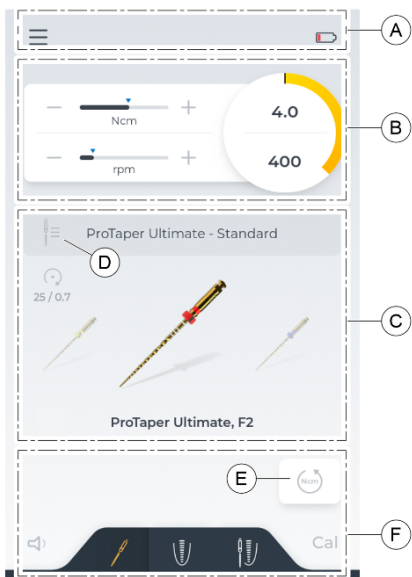 A
4.0
Ncm
B
400
rpm
ProTaper Ultimate - Standard
D
25 / 0.7
C
ProTaper Ultimate, F2
E
Ncm
F
Cal